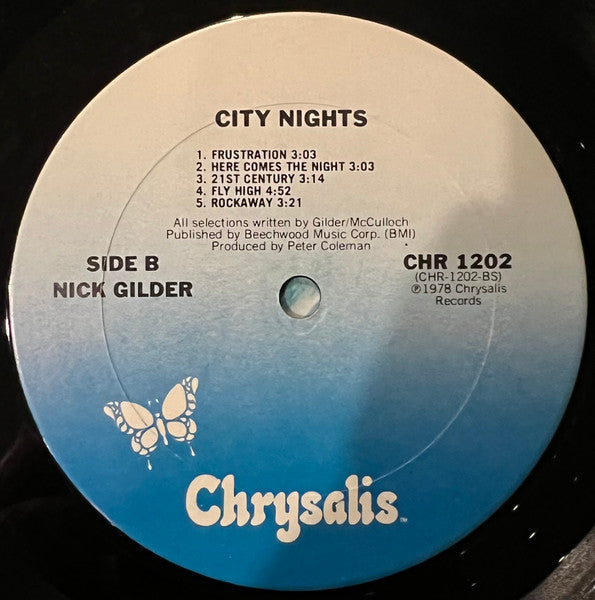 CITY NIGHTS
1. FRUSTRATION 3:03
2. HERE COMES THE NIGHT 3:03
3. 21ST CENTURY 3:14
4. FLY HIGH 4:52
5. ROCKAWAY 3:21
All selections written by Gilder/McCulloch
Published by Beechwood Music Corp. (BMI)
Produced by Peter Coleman
SIDE B
NICK GILDER
CHR 1202
(CHR-1202-BS)
℗1978 Chrysalis
Records
Chrysalis™